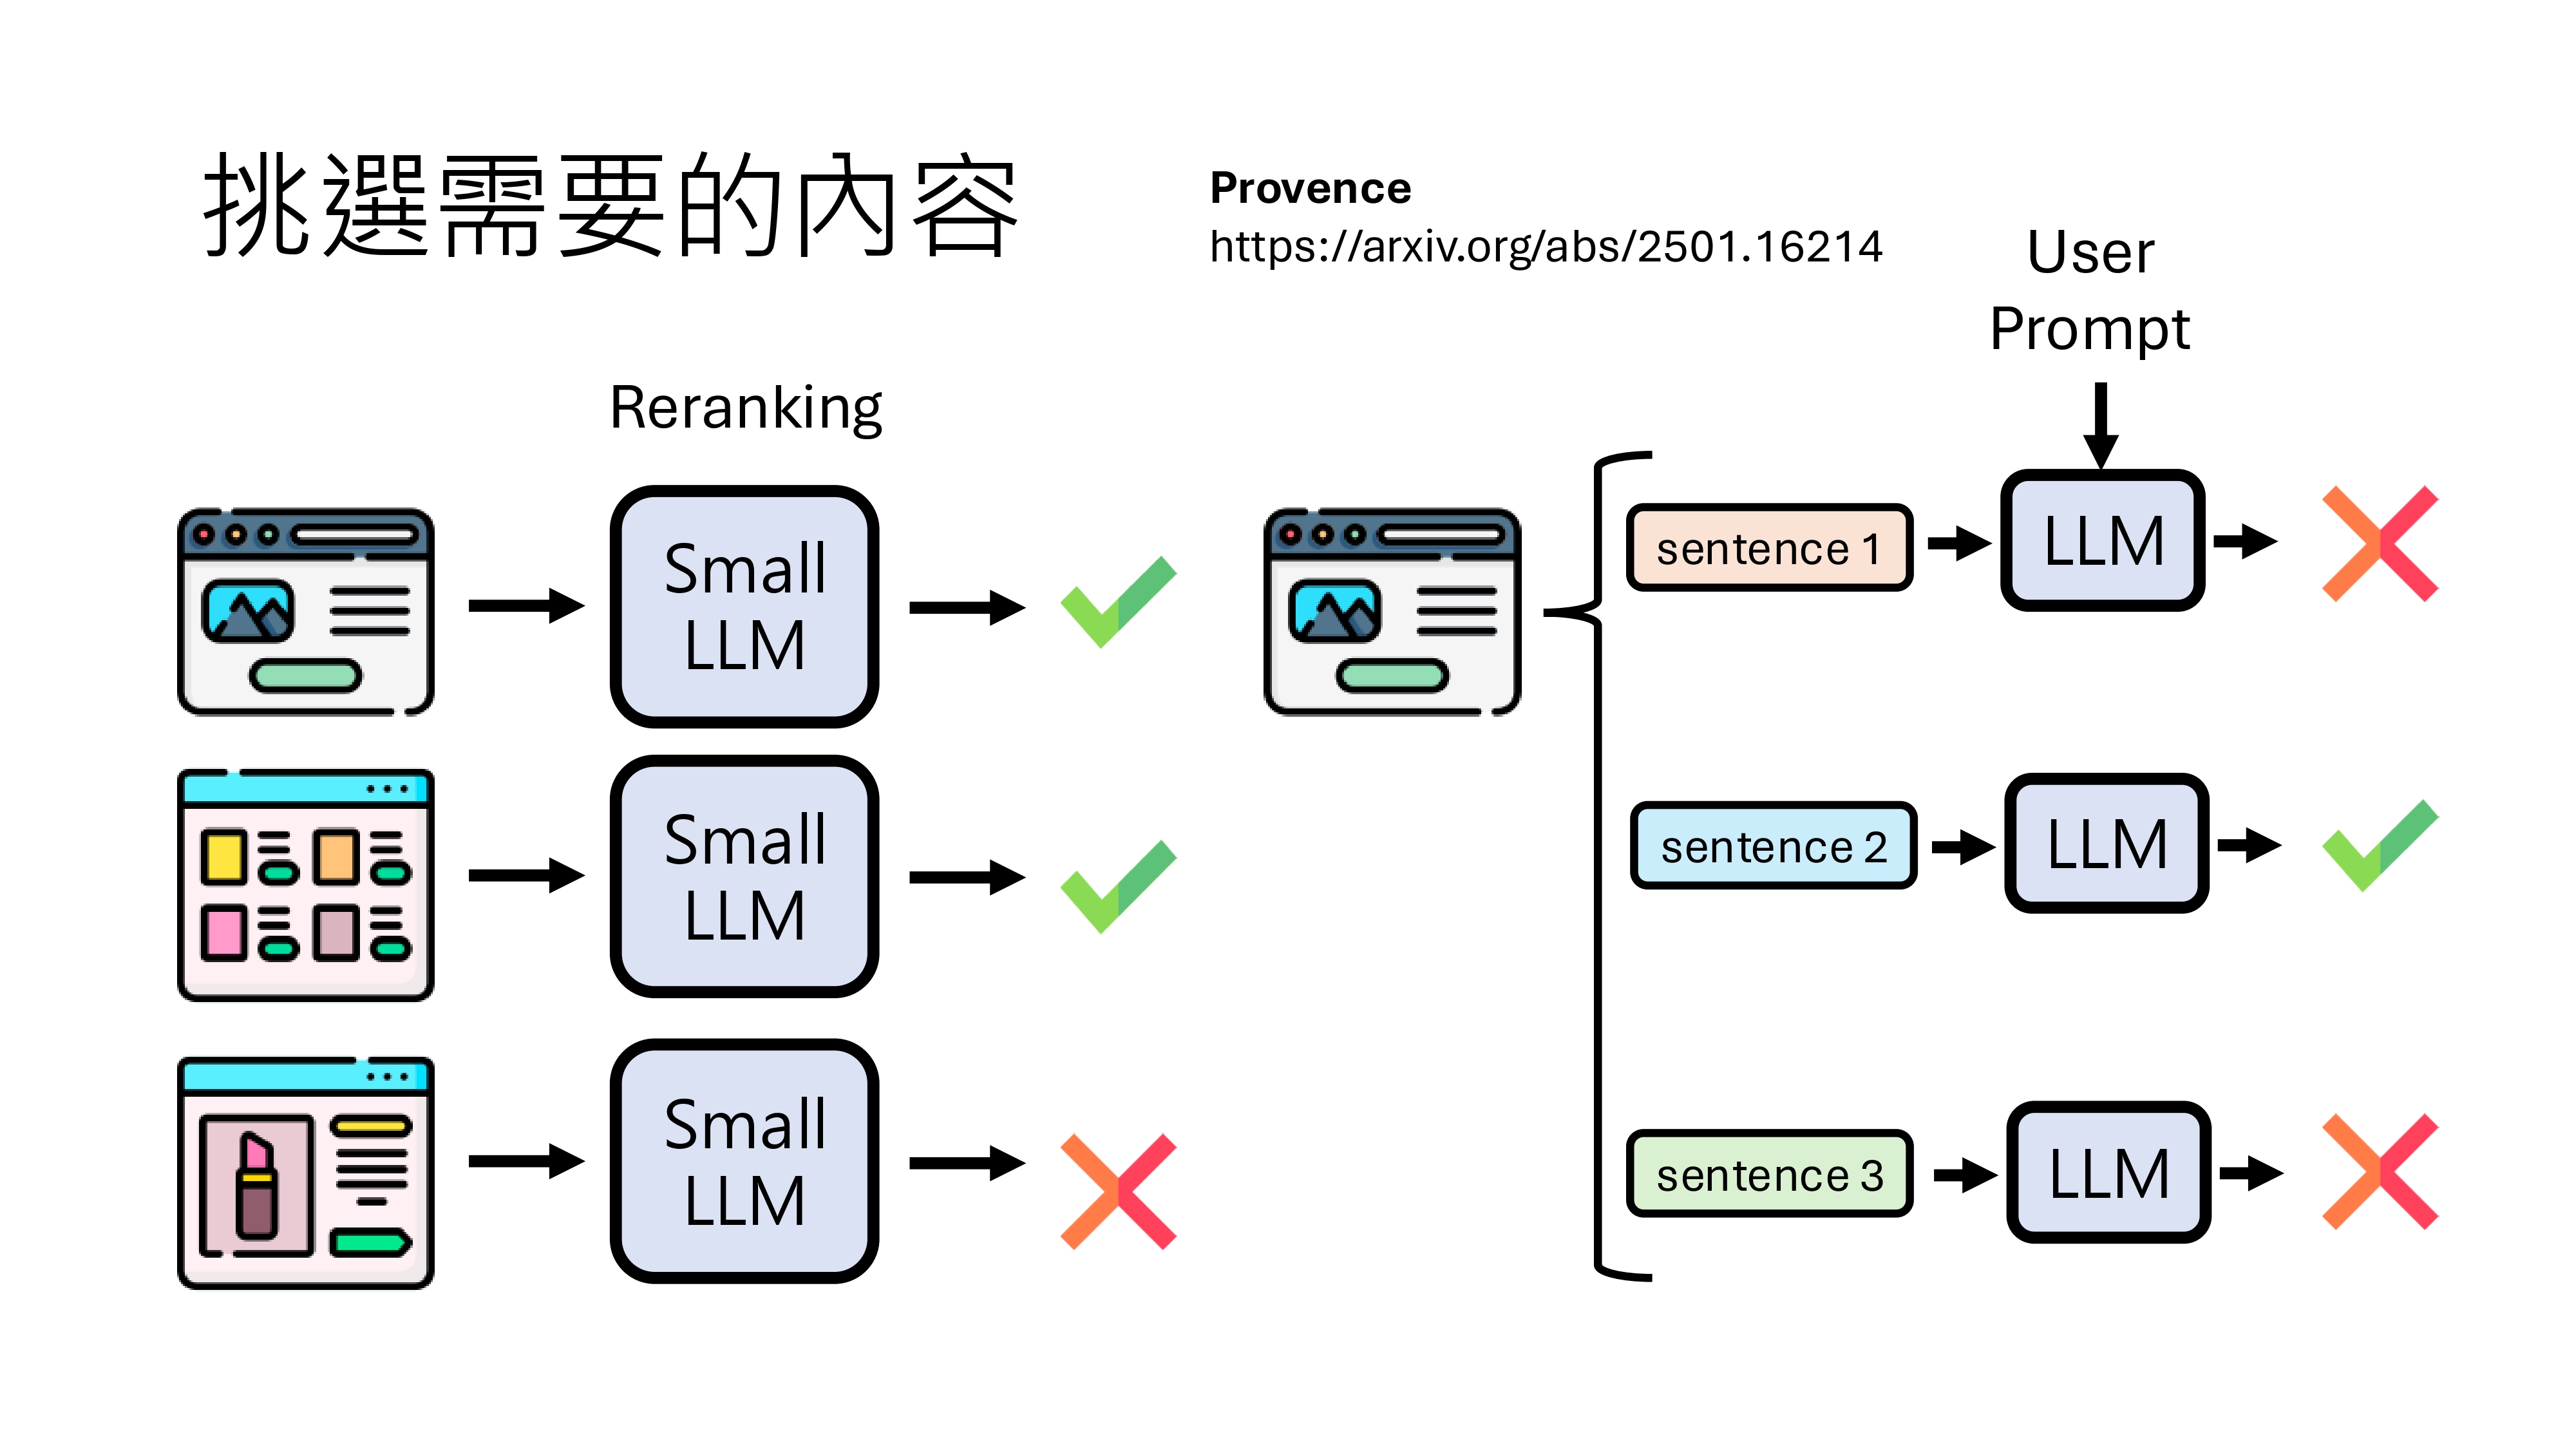 挑選需要的內容
Provence
https://arxiv.org/abs/2501.16214
Reranking
Small
LLM
Small
LLM
Small
LLM
User
Prompt
sentence 1
LLM
sentence 2
LLM
sentence 3
LLM